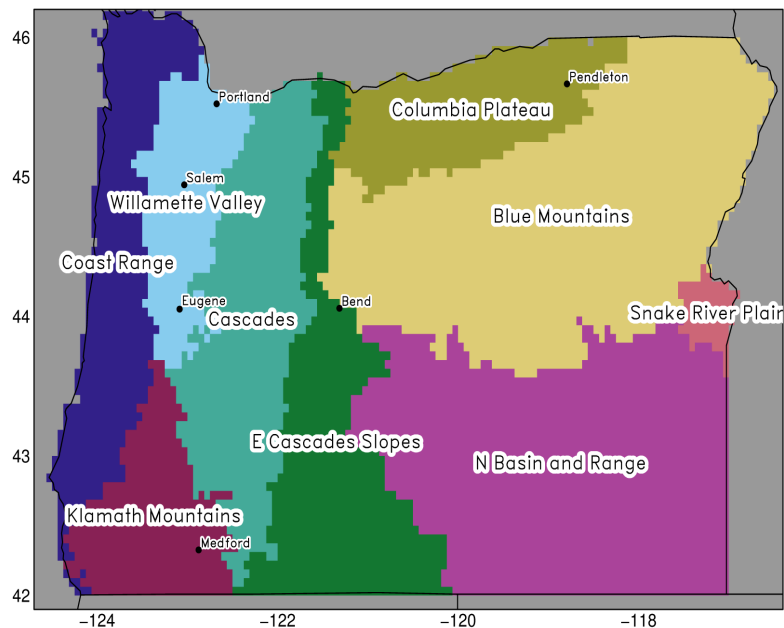 46
Pendleton
Portland
Columbia Plateau
45
Salem
Willamette Valley
Blue Mountains
Coast Range
Eugene
Bend
Snake River Plain
44
Cascades
E Cascades Slopes
43
N Basin and Range
Klamath Mountains
Medford
42
-124
-122
-120
-118